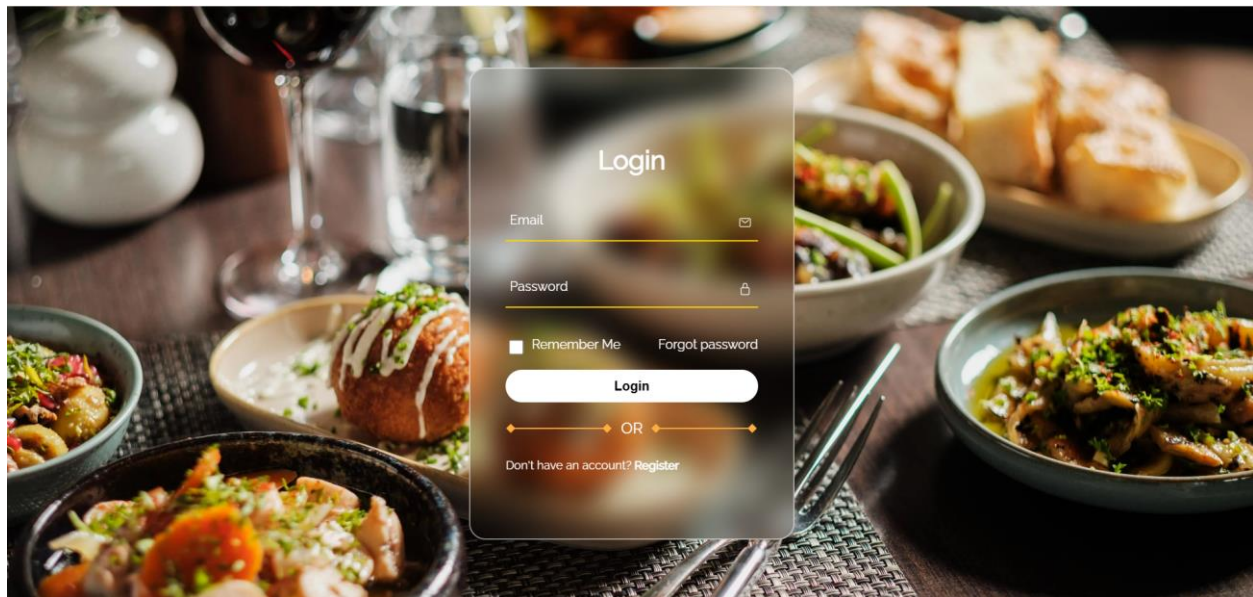 Login
Email
Password
Remember Me Forgot password
Login
OR
Don't have an account? Register